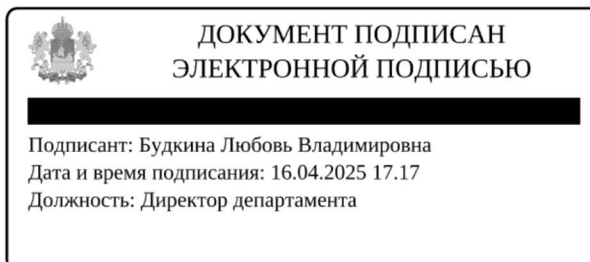 ДОКУМЕНТ ПОДПИСАН
ЭЛЕКТРОННОЙ ПОДПИСЬЮ
Подписант: Будкина Любовь Владимировна
Дата и время подписания: 16.04.2025 17.17
Должность: Директор департамента